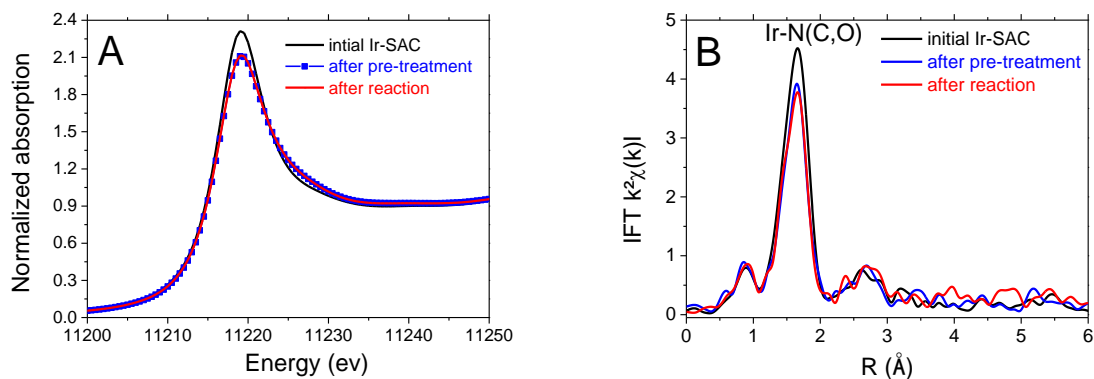 A
intial Ir-SAC
after pre-treatment
after reaction
Normalized absorption
2.4
2.1
1.8
1.5
1.2
0.9
0.6
0.3
0.0
11200 11210 11220 11230 11240 11250
Energy (ev)
B
Ir-N(C,O)
initial Ir-SAC
after pre-treatment
after reaction
IFT k²χ(k)I
5
4
3
2
1
0
0 1 2 3 4 5 6
R (Å)